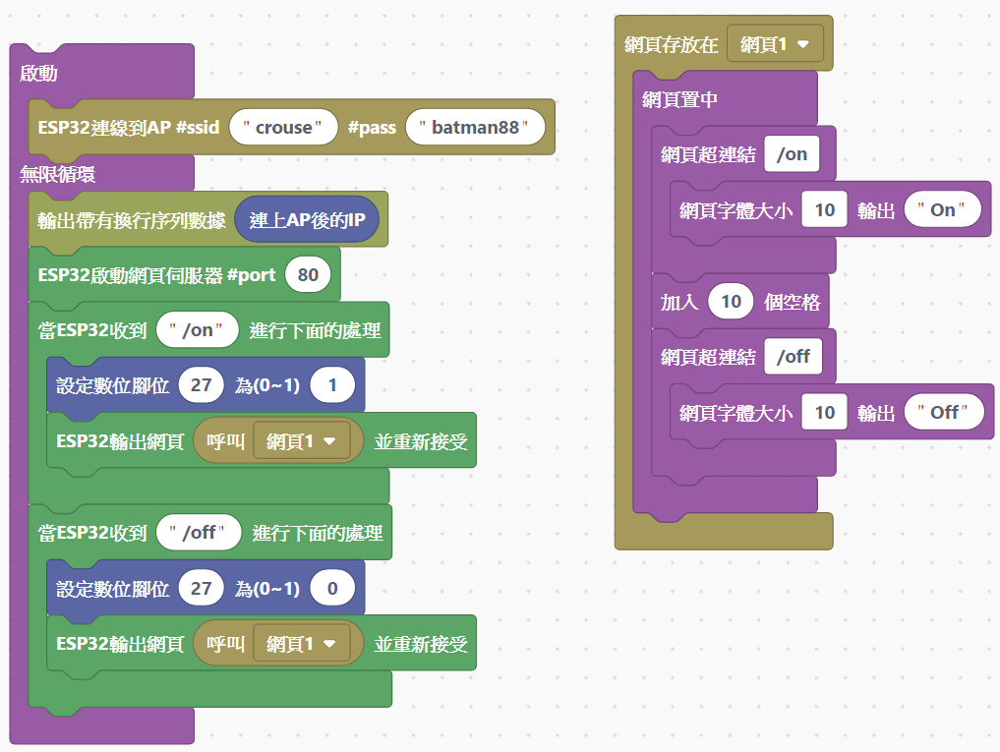 啟動
ESP32連線到AP #ssid "crouse" #pass "batman88"
無限循環
輸出帶有換行序列數據 連上AP後的IP
ESP32啟動網頁伺服器 #port 80
當ESP32收到 "/on" 進行下面的處理
設定數位腳位 27 為(0~1) 1
ESP32輸出網頁 呼叫 網頁1 並重新接受
當ESP32收到 "/off" 進行下面的處理
設定數位腳位 27 為(0~1) 0
ESP32輸出網頁 呼叫 網頁1 並重新接受
網頁存放在 網頁1
網頁置中
網頁超連結 /on
網頁字體大小 10 輸出 "On"
加入 10 個空格
網頁超連結 /off
網頁字體大小 10 輸出 "Off"